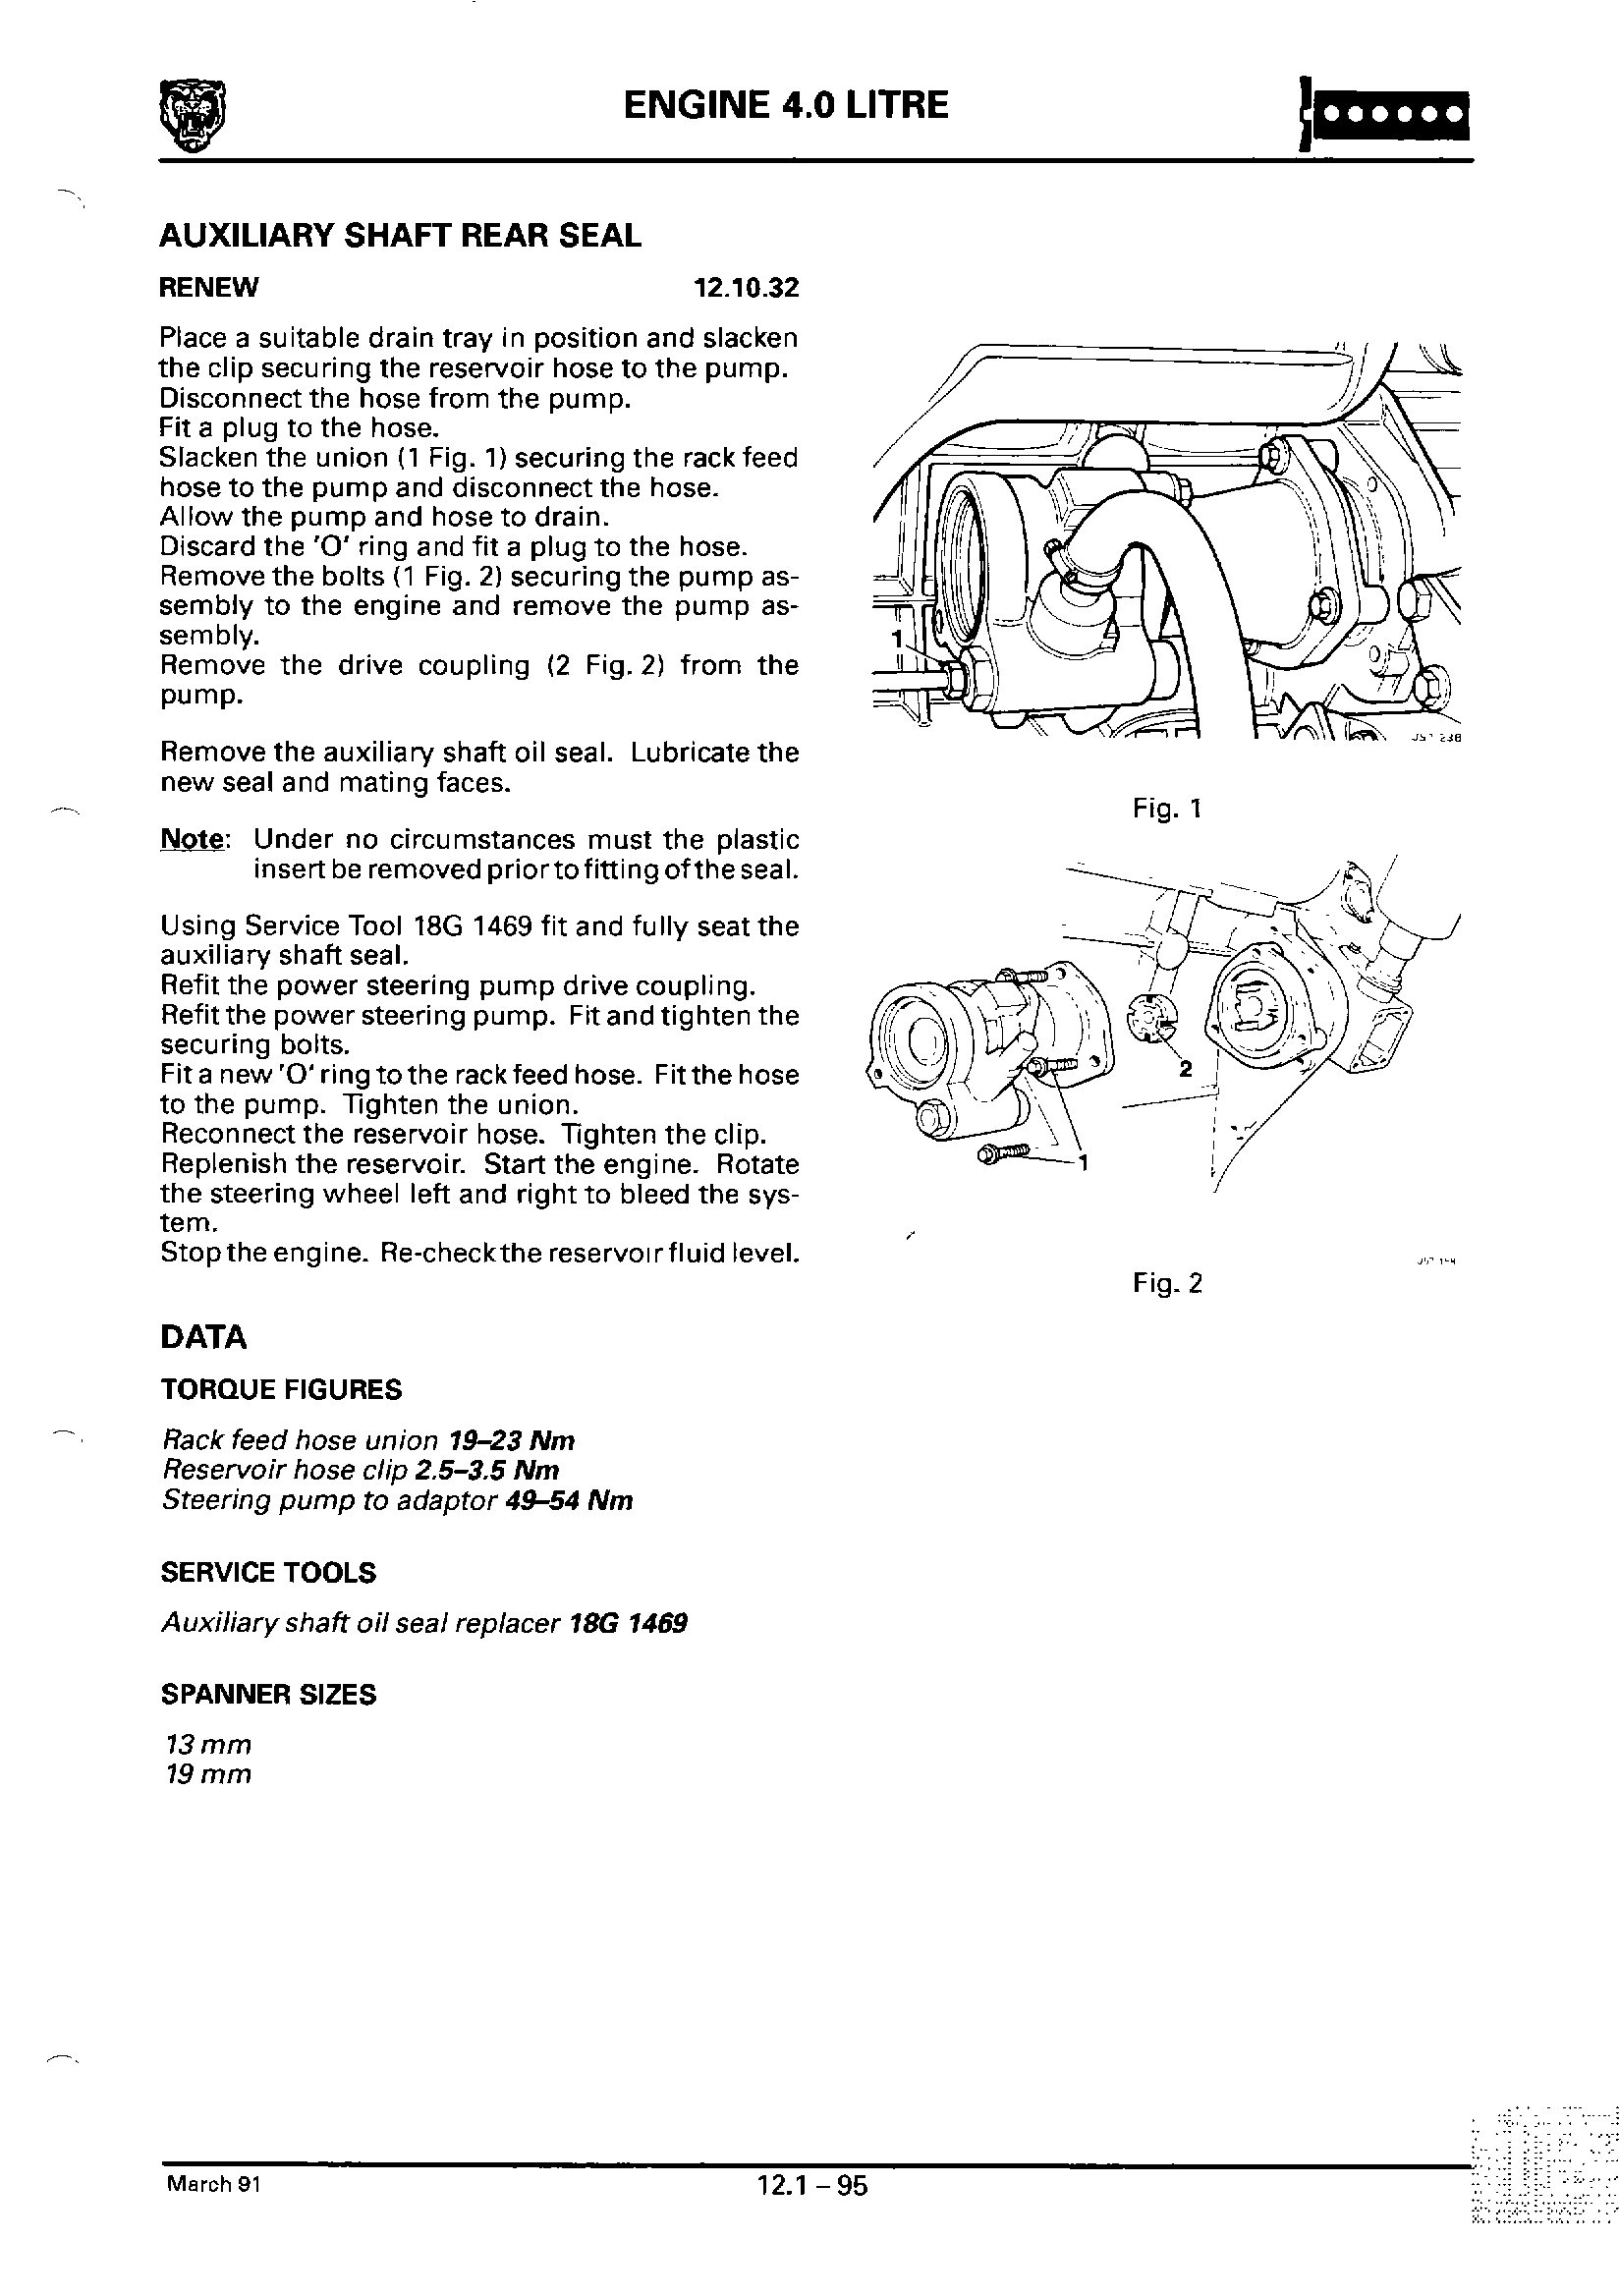 ENGINE 4.0 LITRE
AUXILIARY SHAFT REAR SEAL
RENEW 12.10.32
Place a suitable drain tray in position and slacken
the clip securing the reservoir hose to the pump.
Disconnect the hose from the pump.
Fit a plug to the hose.
Slacken the union (1 Fig. 1) securing the rack feed
hose to the pump and disconnect the hose.
Allow the pump and hose to drain.
Discard the 'O' ring and fit a plug to the hose.
Remove the bolts (1 Fig. 2) securing the pump as-
sembly to the engine and remove the pump as-
sembly.
Remove the drive coupling (2 Fig. 2) from the
pump.
Remove the auxiliary shaft oil seal. Lubricate the
new seal and mating faces.
Note: Under no circumstances must the plastic
insert be removed prior to fitting of the seal.
Using Service Tool 18G 1469 fit and fully seat the
auxiliary shaft seal.
Refit the power steering pump drive coupling.
Refit the power steering pump. Fit and tighten the
securing bolts.
Fit a new 'O' ring to the rack feed hose. Fit the hose
to the pump. Tighten the union.
Reconnect the reservoir hose. Tighten the clip.
Replenish the reservoir. Start the engine. Rotate
the steering wheel left and right to bleed the sys-
tem.
Stop the engine. Re-check the reservoir fluid level.
DATA
TORQUE FIGURES
Rack feed hose union 19–23 Nm
Reservoir hose clip 2.5–3.5 Nm
Steering pump to adaptor 49–54 Nm
SERVICE TOOLS
Auxiliary shaft oil seal replacer 18G 1469
SPANNER SIZES
13 mm
19 mm
1
Fig. 1
2
1
Fig. 2
March 91
12.1 – 95